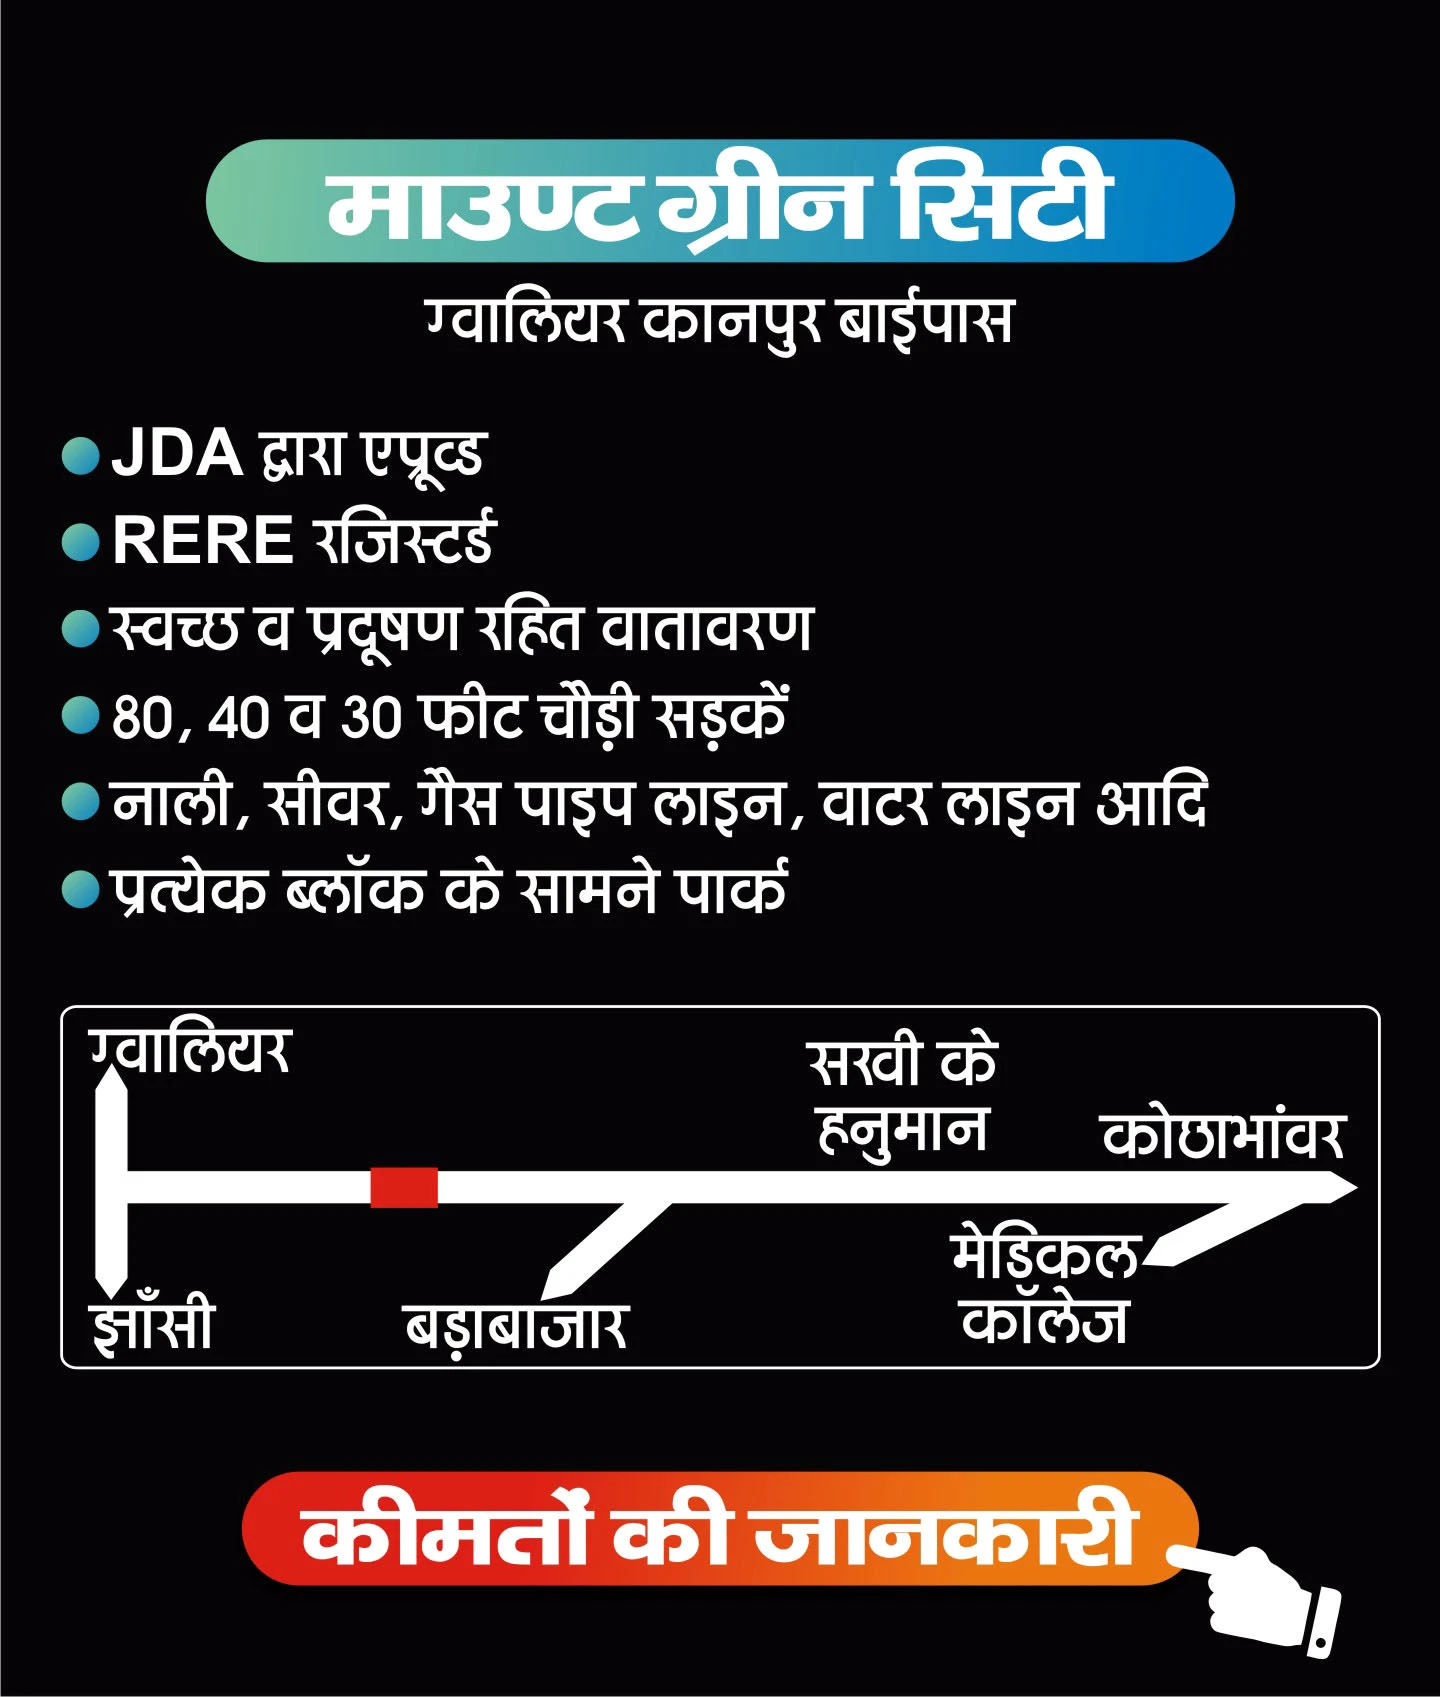 माउण्ट ग्रीन सिटी
ग्वालियर कानपुर बाईपास
JDA द्वारा एप्रूव्ड
RERE रजिस्टर्ड
स्वच्छ व प्रदूषण रहित वातावरण
80, 40 व 30 फीट चौड़ी सड़कें
नाली, सीवर, गैस पाइप लाइन, वाटर लाइन आदि
प्रत्येक ब्लॉक के सामने पार्क
ग्वालियर
सखी के
हनुमान
कोछाभांवर
मेडिकल
कॉलेज
झाँसी
बड़ाबाजार
कीमतों की जानकारी